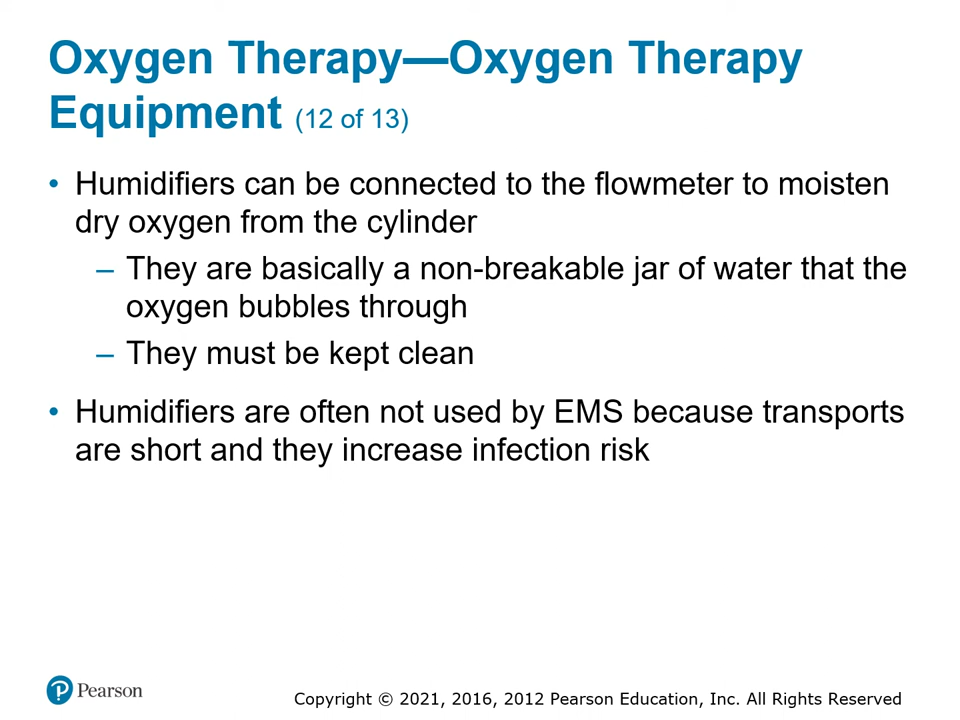 Oxygen Therapy—Oxygen Therapy
Equipment (12 of 13)
• Humidifiers can be connected to the flowmeter to moisten
dry oxygen from the cylinder
– They are basically a non-breakable jar of water that the
oxygen bubbles through
– They must be kept clean
• Humidifiers are often not used by EMS because transports
are short and they increase infection risk
P Pearson
Copyright © 2021, 2016, 2012 Pearson Education, Inc. All Rights Reserved